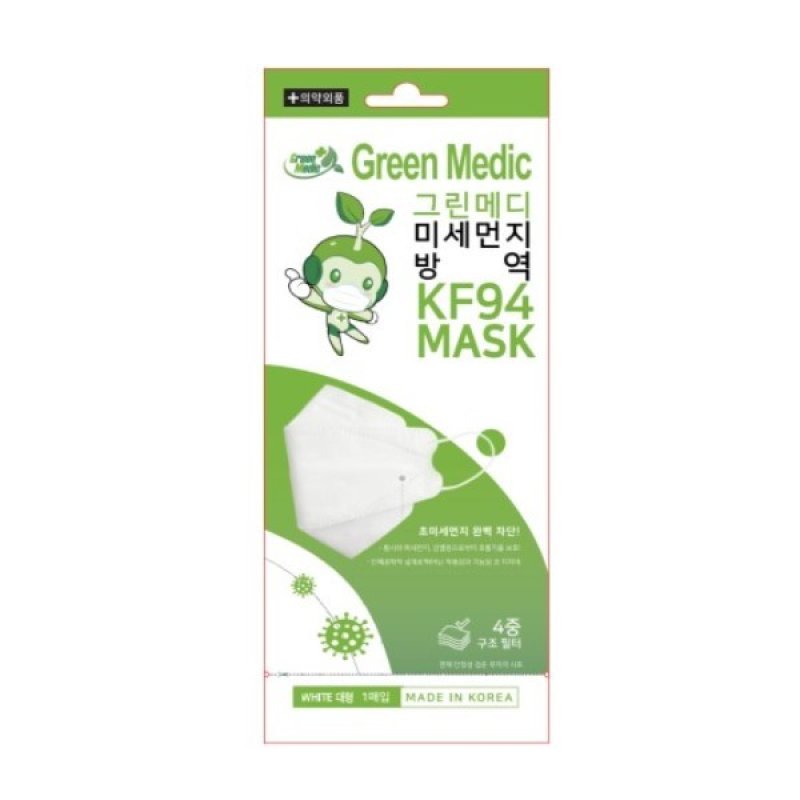 +의약외품
Green Medic
Green Medic
그린메디
미세먼지
방 역
KF94
MASK
초미세먼지 완벽 차단!
4중
구조 필터
WHITE 대형 1매입
MADE IN KOREA